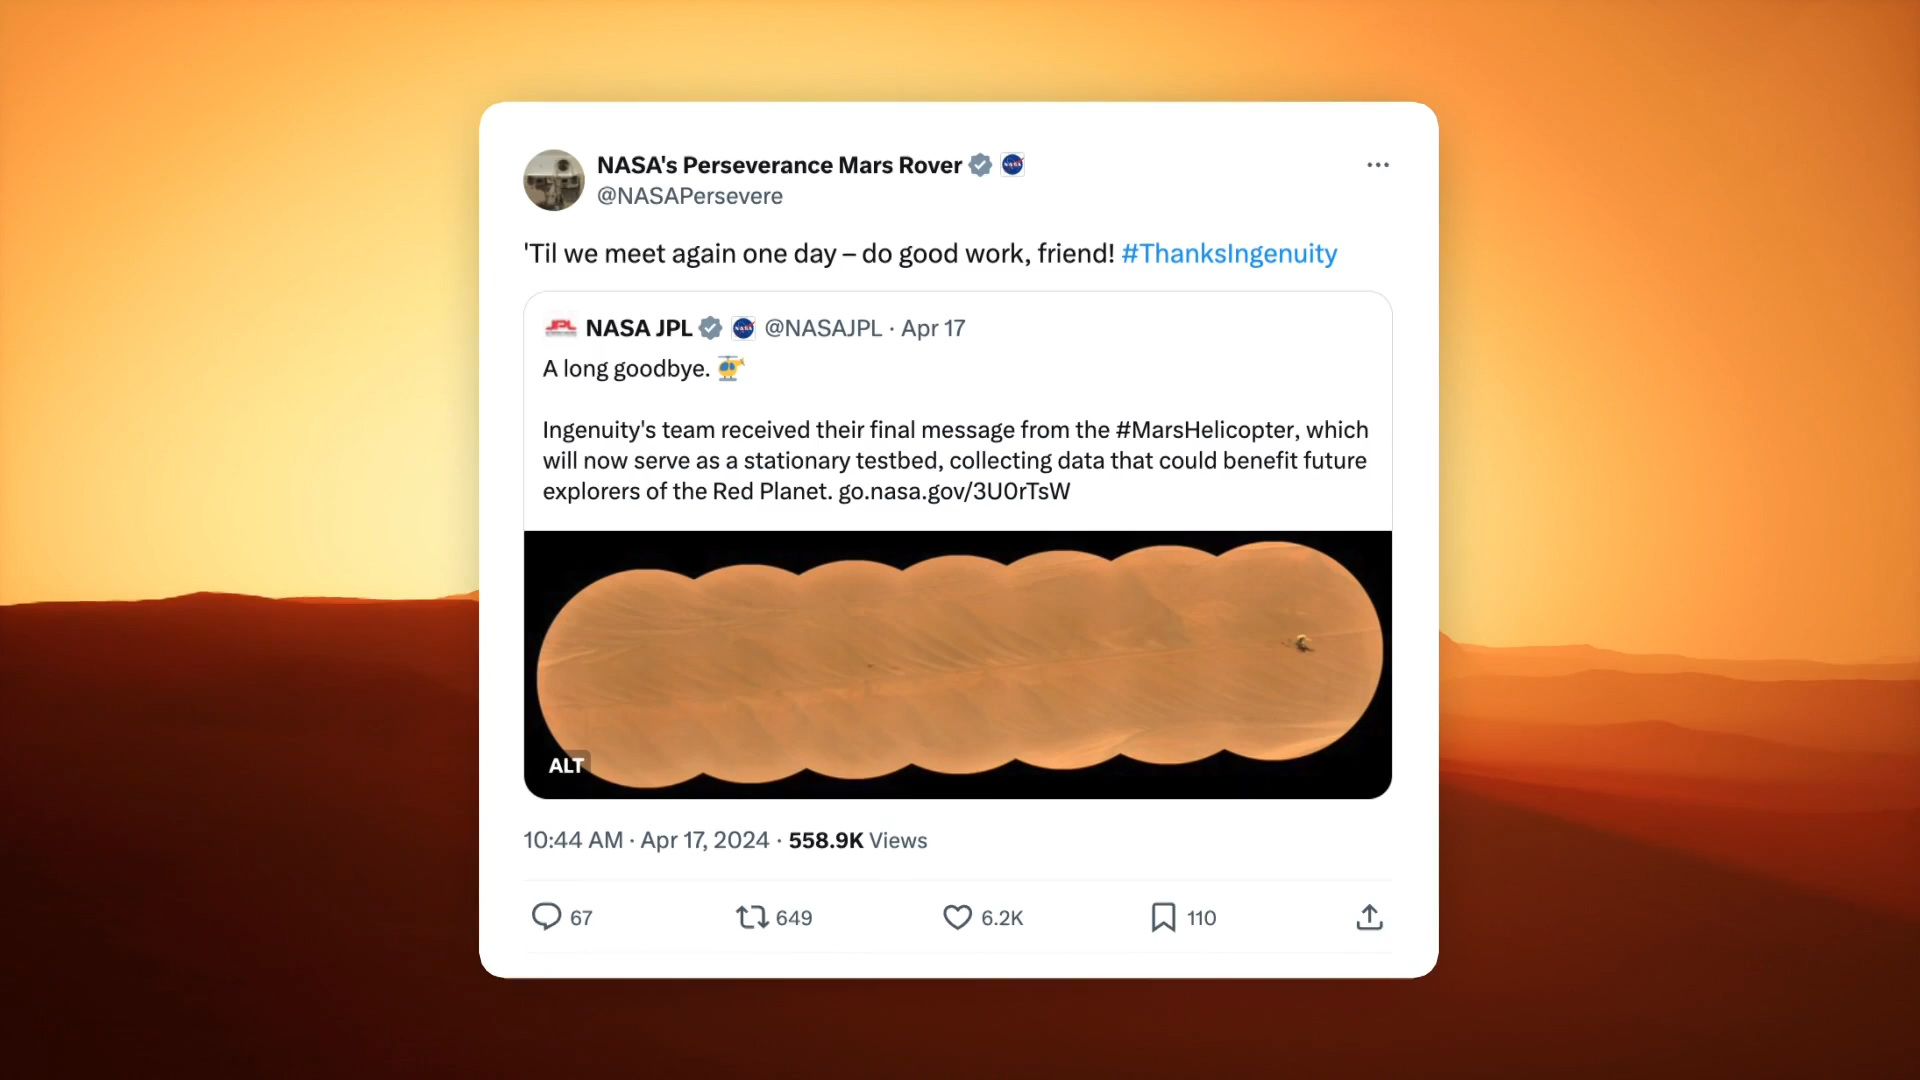 NASA's Perseverance Mars Rover
@NASAPersevere
'Til we meet again one day – do good work, friend! #ThanksIngenuity
JPL NASA JPL NASA @NASAJPL · Apr 17
A long goodbye.
Ingenuity's team received their final message from the #MarsHelicopter, which
will now serve as a stationary testbed, collecting data that could benefit future
explorers of the Red Planet. go.nasa.gov/3U0rTsW
ALT
10:44 AM · Apr 17, 2024 · 558.9K Views
67 649 6.2K 110